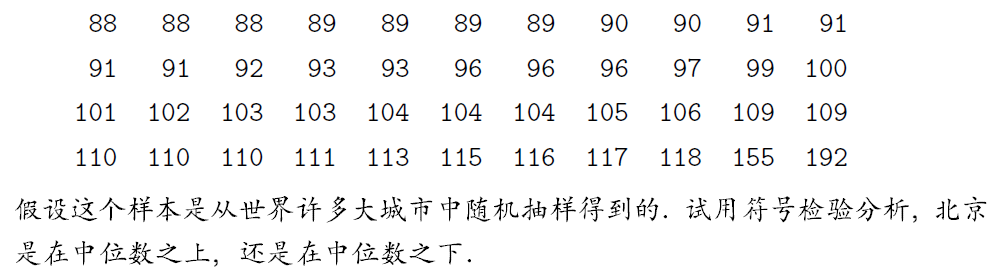 88 88 88 89 89 89 89 90 90 91 91
91 91 92 93 93 96 96 96 97 99 100
101 102 103 103 104 104 104 105 106 109 109
110 110 110 111 113 115 116 117 118 155 192
假设这个样本是从世界许多大城市中随机抽样得到的. 试用符号检验分析, 北京
是在中位数之上, 还是在中位数之下.